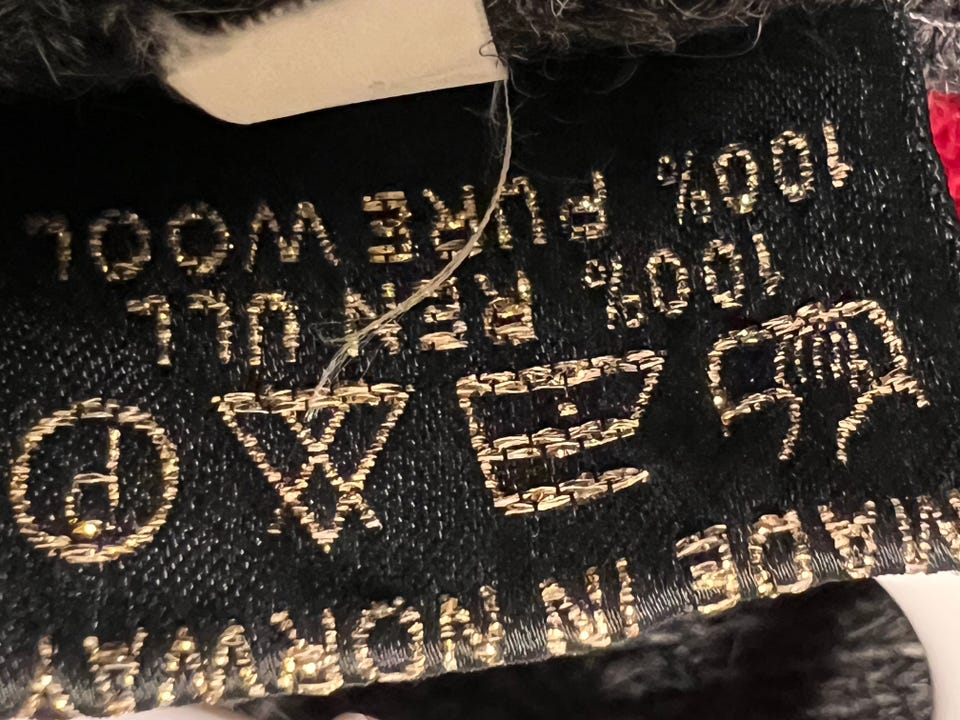 MADE IN NORWAY
P
100% REN ULL
100% PURE WOOL